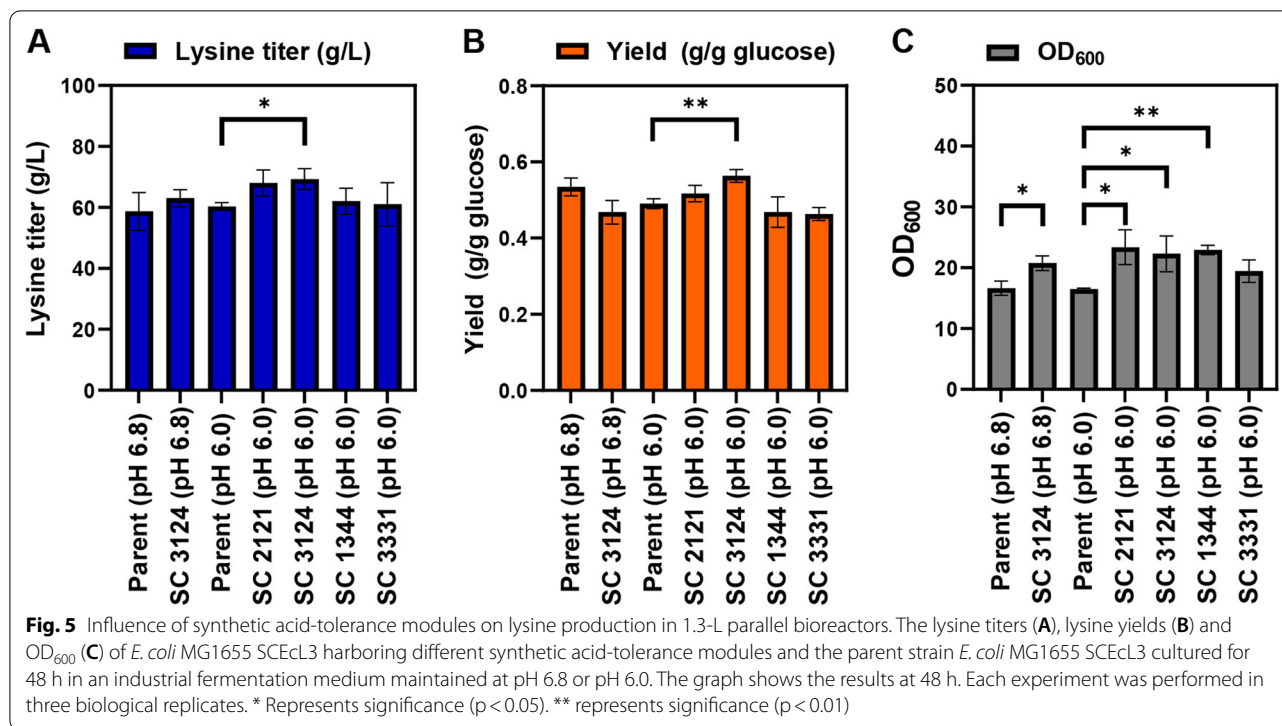 A Lysine titer (g/L)
100
80
60
40
20
0
Lysine titer (g/L)
*
Parent (pH 6.8)
SC 3124 (pH 6.8)
Parent (pH 6.0)
SC 2121 (pH 6.0)
SC 3124 (pH 6.0)
SC 1344 (pH 6.0)
SC 3331 (pH 6.0)
B Yield (g/g glucose)
0.8
0.6
0.4
0.2
0.0
Yield (g/g glucose)
**
Parent (pH 6.8)
SC 3124 (pH 6.8)
Parent (pH 6.0)
SC 2121 (pH 6.0)
SC 3124 (pH 6.0)
SC 1344 (pH 6.0)
SC 3331 (pH 6.0)
C OD600
50
40
30
20
10
0
OD600
**
*
*
*
Parent (pH 6.8)
SC 3124 (pH 6.8)
Parent (pH 6.0)
SC 2121 (pH 6.0)
SC 3124 (pH 6.0)
SC 1344 (pH 6.0)
SC 3331 (pH 6.0)
Fig. 5 Influence of synthetic acid-tolerance modules on lysine production in 1.3-L parallel bioreactors. The lysine titers (A), lysine yields (B) and
OD600 (C) of E. coli MG1655 SCEcL3 harboring different synthetic acid-tolerance modules and the parent strain E. coli MG1655 SCEcL3 cultured for
48 h in an industrial fermentation medium maintained at pH 6.8 or pH 6.0. The graph shows the results at 48 h. Each experiment was performed in
three biological replicates. * Represents significance (p < 0.05). ** represents significance (p < 0.01)